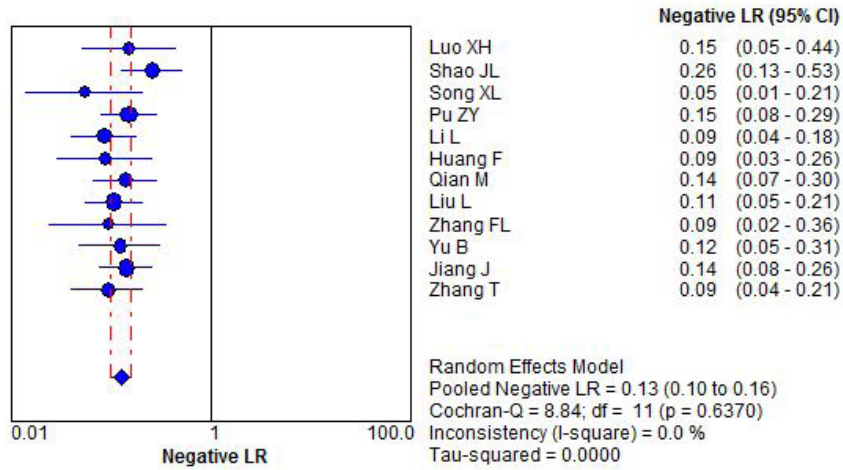 Negative LR (95% CI)
Luo XH 0.15 (0.05 - 0.44)
Shao JL 0.26 (0.13 - 0.53)
Song XL 0.05 (0.01 - 0.21)
Pu ZY 0.15 (0.08 - 0.29)
Li L 0.09 (0.04 - 0.18)
Huang F 0.09 (0.03 - 0.26)
Qian M 0.14 (0.07 - 0.30)
Liu L 0.11 (0.05 - 0.21)
Zhang FL 0.09 (0.02 - 0.36)
Yu B 0.12 (0.05 - 0.31)
Jiang J 0.14 (0.08 - 0.26)
Zhang T 0.09 (0.04 - 0.21)
Random Effects Model
Pooled Negative LR = 0.13 (0.10 to 0.16)
Cochran-Q = 8.84; df = 11 (p = 0.6370)
Inconsistency (I-square) = 0.0 %
Tau-squared = 0.0000
0.01 1 100.0
Negative LR